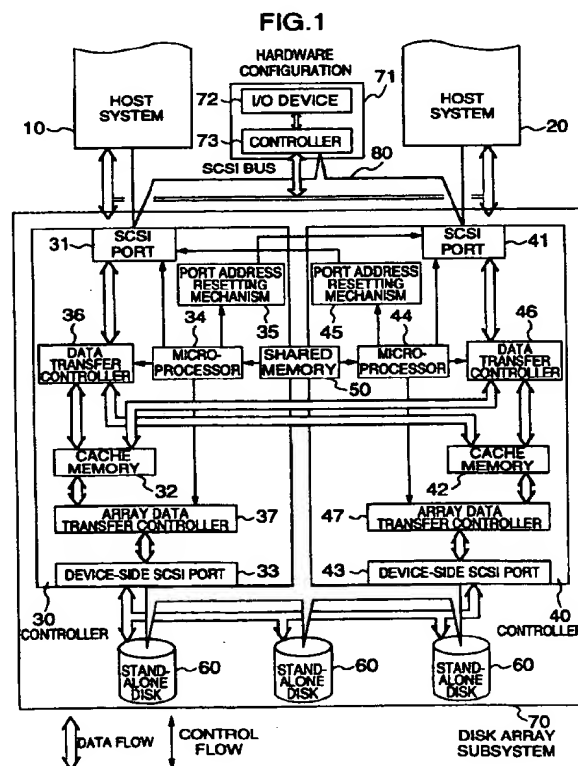 FIG.1
HARDWARE
CONFIGURATION
71
HOST
SYSTEM
10
72
I/O DEVICE
73
CONTROLLER
SCSI BUS
80
HOST
SYSTEM
20
31
SCSI
PORT
SCSI
PORT
41
PORT ADDRESS
RESETTING
MECHANISM
PORT ADDRESS
RESETTING
MECHANISM
36
34
35
45
44
46
DATA
TRANSFER
CONTROLLER
MICRO-
PROCESSOR
SHARED
MEMORY
MICRO-
PROCESSOR
DATA
TRANSFER
CONTROLLER
50
CACHE
MEMORY
32
CACHE
MEMORY
42
ARRAY DATA
TRANSFER CONTROLLER
37
47
ARRAY DATA
TRANSFER CONTROLLER
DEVICE-SIDE SCSI PORT
33
43
DEVICE-SIDE SCSI PORT
30
CONTROLLER
40
CONTROLLER
STAND-
ALONE
DISK
60
STAND-
ALONE
DISK
60
STAND-
ALONE
DISK
60
70
DATA FLOW
CONTROL
FLOW
DISK ARRAY
SUBSYSTEM